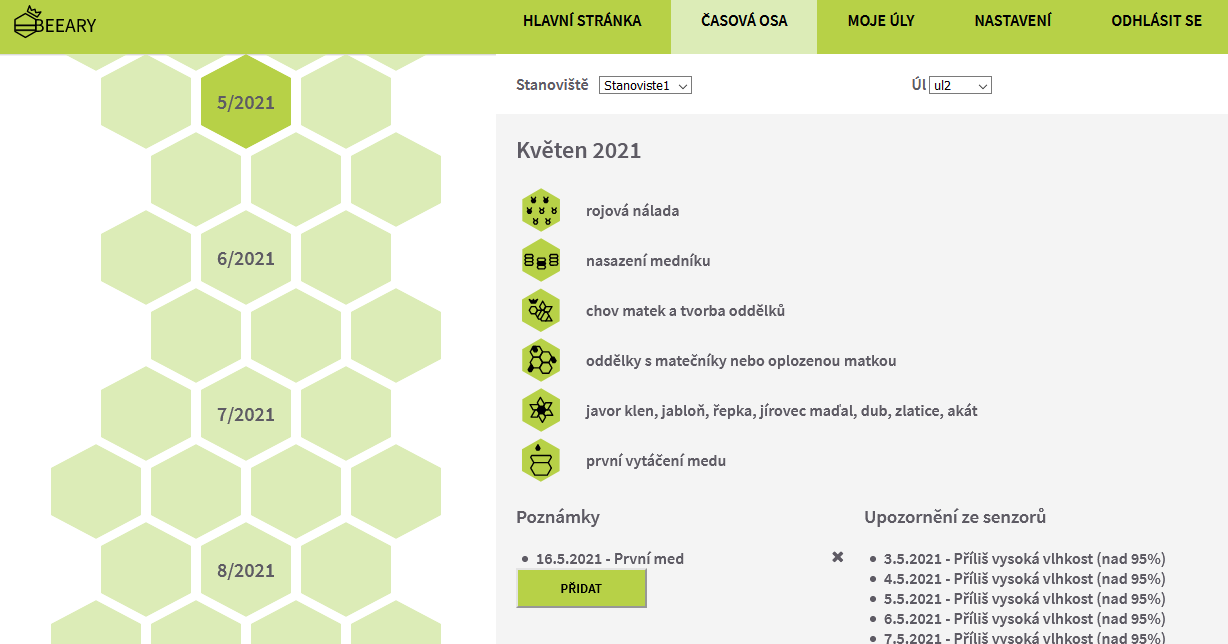 BEEARY
HLAVNÍ STRÁNKA
ČASOVÁ OSA
MOJE ÚLY
NASTAVENÍ
ODHLÁSIT SE
5/2021
6/2021
7/2021
8/2021
Stanoviště Stanoviste1
Úl ul2
Květen 2021
rojová nálada
nasazení medníku
chov matek a tvorba oddělků
oddělky s matečníky nebo oplozenou matkou
javor klen, jabloň, řepka, jírovec maďal, dub, zlatice, akát
první vytáčení medu
Poznámky
• 16.5.2021 - První med
PŘIDAT
Upozornění ze senzorů
• 3.5.2021 - Příliš vysoká vlhkost (nad 95%)
• 4.5.2021 - Příliš vysoká vlhkost (nad 95%)
• 5.5.2021 - Příliš vysoká vlhkost (nad 95%)
• 6.5.2021 - Příliš vysoká vlhkost (nad 95%)
• 7.5.2021 - Příliš vysoká vlhkost (nad 95%)